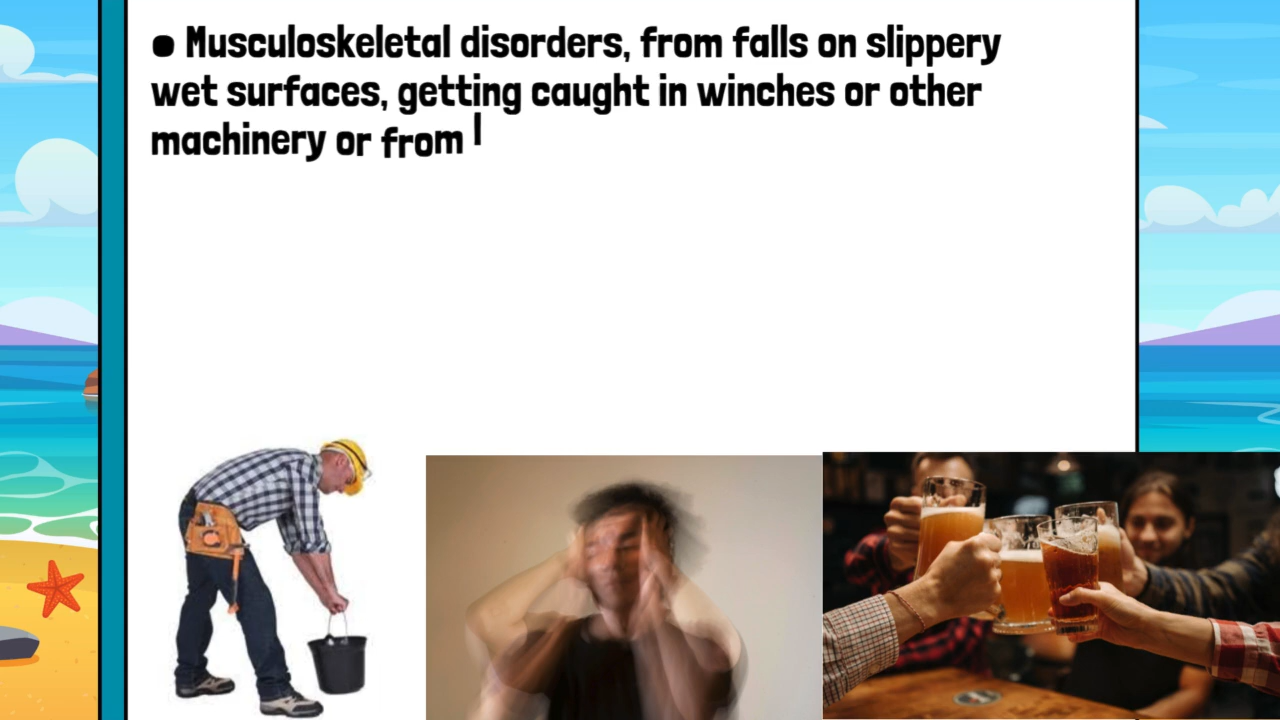 • Musculoskeletal disorders, from falls on slippery
wet surfaces, getting caught in winches or other
machinery or from